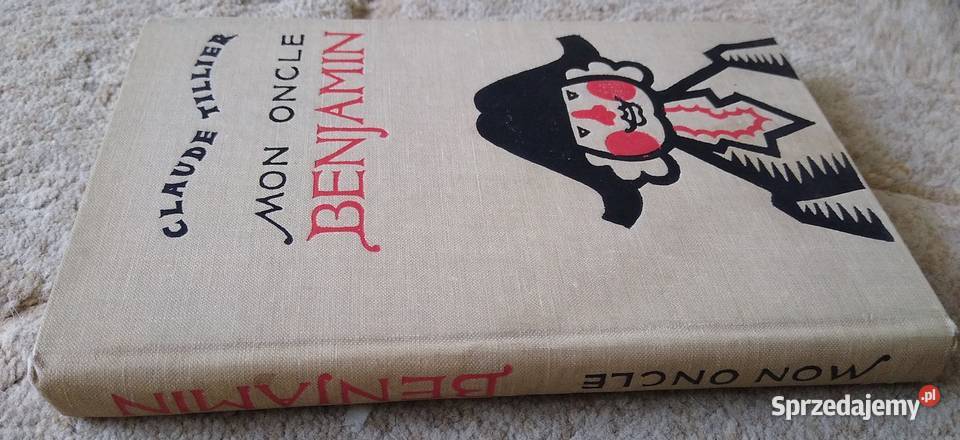 CLAUDE TILLIER
MON ONCLE
BENJAMIN
MON ONCLE
BENJAMIN
Sprzedajemy.pl